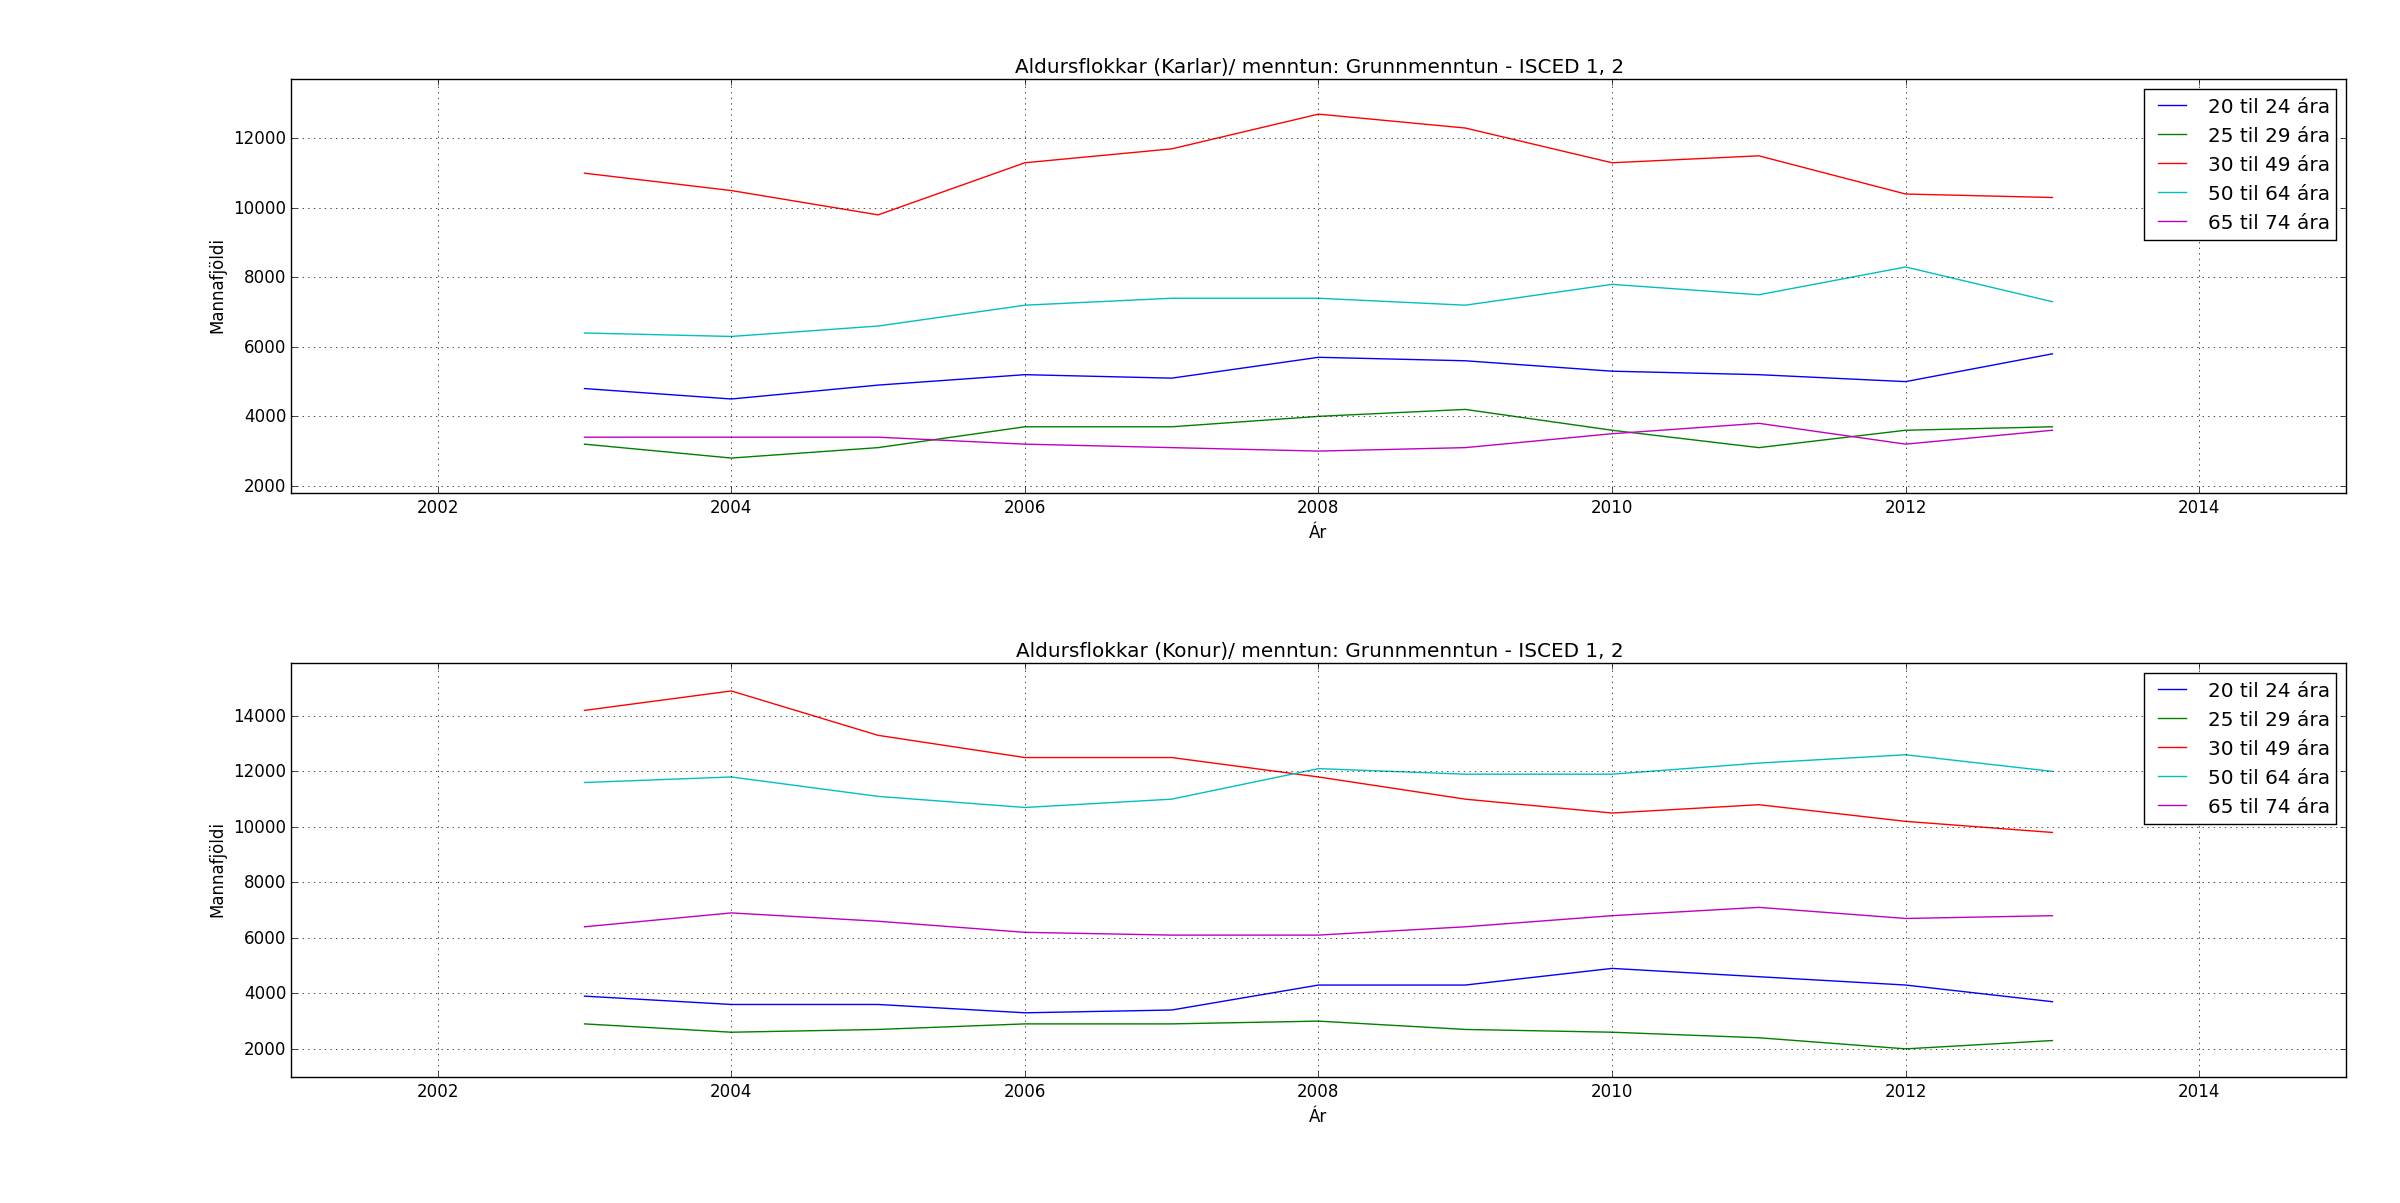 Aldursflokkar (Karlar)/ menntun: Grunnmenntun - ISCED 1, 2
Mannafjöldi
12000
10000
8000
6000
4000
2000
20 til 24 ára
25 til 29 ára
30 til 49 ára
50 til 64 ára
65 til 74 ára
2002 2004 2006 2008 2010 2012 2014
Ár
Aldursflokkar (Konur)/ menntun: Grunnmenntun - ISCED 1, 2
Mannafjöldi
14000
12000
10000
8000
6000
4000
2000
20 til 24 ára
25 til 29 ára
30 til 49 ára
50 til 64 ára
65 til 74 ára
2002 2004 2006 2008 2010 2012 2014
Ár